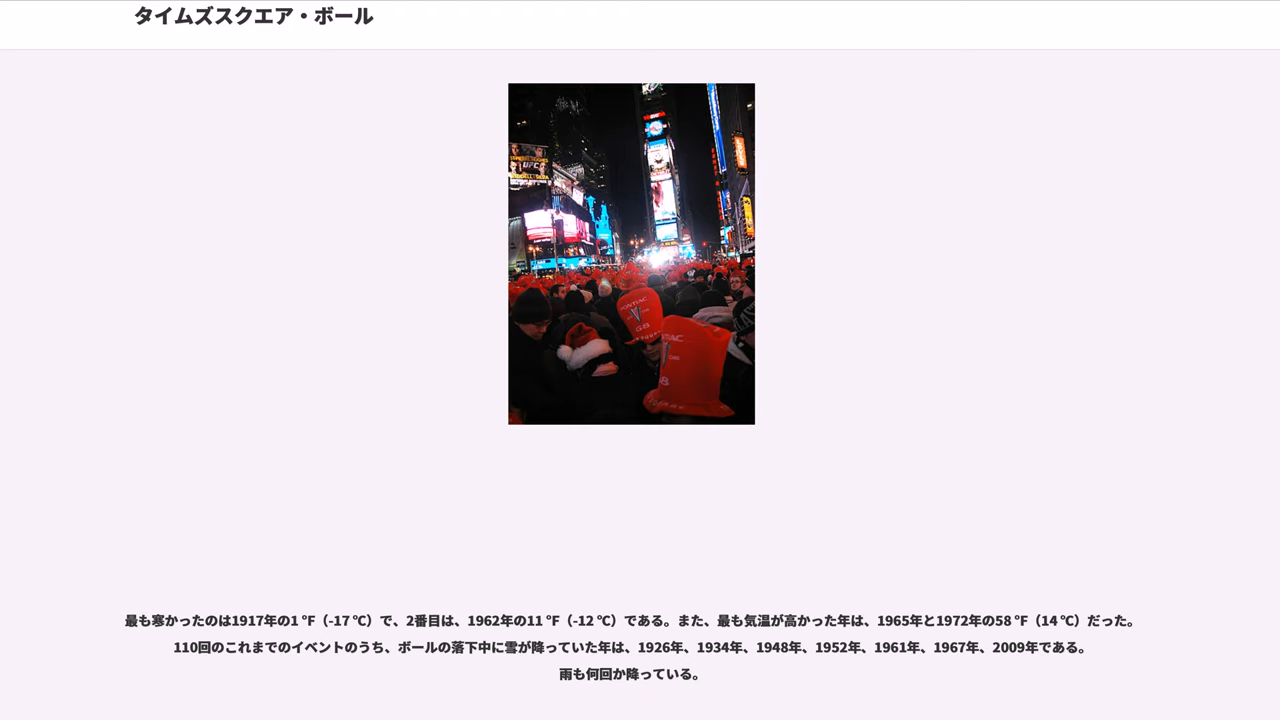 タイムズスクエア・ボール
UFC
PONTIAC
G8
最も寒かったのは1917年の1 °F（-17 ℃）で、2番目は、1962年の11 °F（-12 ℃）である。また、最も気温が高かった年は、1965年と1972年の58 °F（14 ℃）だった。
110回のこれまでのイベントのうち、ボールの落下中に雪が降っていた年は、1926年、1934年、1948年、1952年、1961年、1967年、2009年である。
雨も何回か降っている。